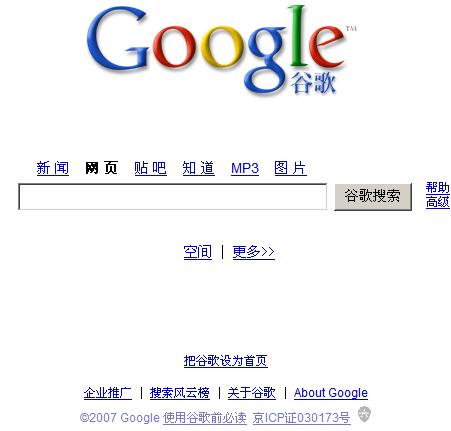 Google™
谷歌
新 闻 网 页 贴 吧 知 道 MP3 图 片
谷歌搜索 帮助
高级
空间 | 更多>>
把谷歌设为首页
企业推广 | 搜索风云榜 | 关于谷歌 | About Google
©2007 Google 使用谷歌前必读 京ICP证030173号